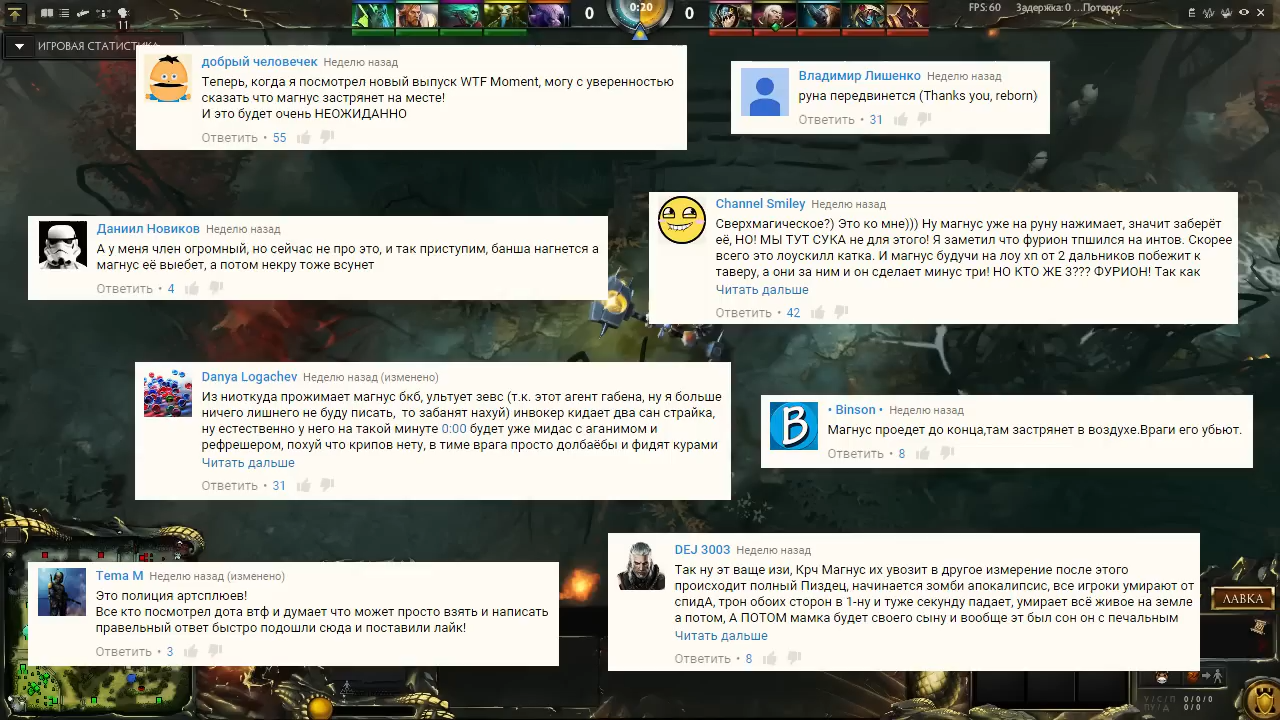 11
0
0:20
0
FPS: 60
Задержка: 0
ИГРОВАЯ СТАТИСТИКА
добрый человечек Неделю назад
Теперь, когда я посмотрел новый выпуск WTF Moment, могу с уверенностью
сказать что магнус застрянет на месте!
И это будет очень НЕОЖИДАННО
Ответить • 55
Владимир Лишенко Неделю назад
руна передвинется (Thanks you, reborn)
Ответить • 31
Даниил Новиков Неделю назад
А у меня член огромный, но сейчас не про это, и так приступим, банша нагнется а
магнус её выебет, а потом некру тоже всунет
Ответить • 4
Channel Smiley Неделю назад
Сверхмагическое?) Это ко мне))) Ну магнус уже на руну нажимает, значит заберёт
её, НО! МЫ ТУТ СУКА не для этого! Я заметил что фурион тпшился на интов. Скорее
всего это лоускилл катка. И магнус будучи на лоу хп от 2 дальников побежит к
таверу, а они за ним и он сделает минус три! НО КТО ЖЕ 3??? ФУРИОН! Так как
Читать дальше
Ответить • 42
Danya Logachev Неделю назад (изменено)
Из ниоткуда прожимает магнус бкб, ультует зевс (т.к. этот агент габена, ну я больше
ничего лишнего не буду писать, то забанят нахуй) инвокер кидает два сан страйка,
ну естественно у него на такой минуте 0:00 будет уже мидас с аганимом и
рефрешером, похуй что крипов нету, в тиме врага просто долбаёбы и фидят курами
Читать дальше
Ответить • 31
• Binson • Неделю назад
Магнус проедет до конца,там застрянет в воздухе.Враги его убьют.
Ответить • 8
Tema M Неделю назад (изменено)
Это полиция артсплюев!
Все кто посмотрел дота втф и думает что может просто взять и написать
правельный ответ быстро подошли сюда и поставили лайк!
Ответить • 3
DEJ 3003 Неделю назад
Так ну эт ваще изи, Крч Магнус их увозит в другое измерение после этого
происходит полный Пиздец, начинается зомби апокалипсис, все игроки умирают от
спидА, трон обоих сторон в 1-ну и туже секунду падает, умирает всё живое на земле
а потом, А ПОТОМ мамка будет своего сыну и вообще эт был сон он с печальным
Читать дальше
Ответить • 8
ЛАВКА
У/С/П 0/0/0
ПУ/Д 0/0